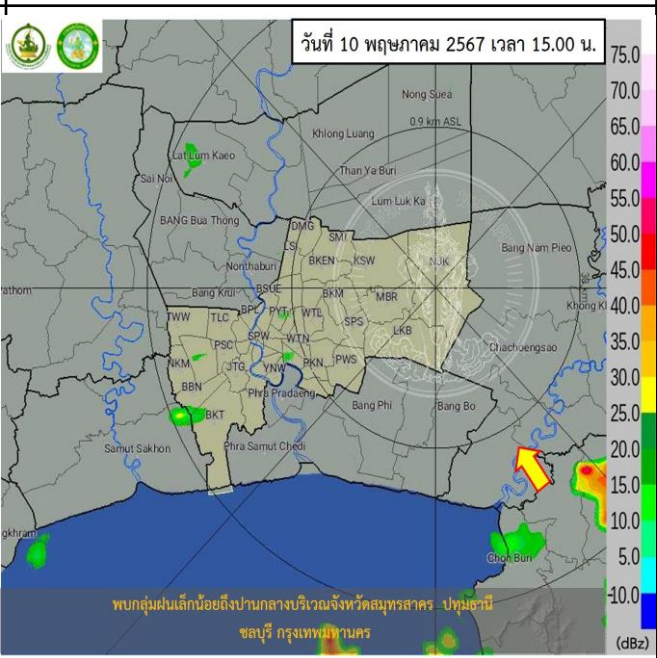 วันที่ 10 พฤษภาคม 2567 เวลา 15.00 น.
75.0
70.0
65.0
60.0
55.0
50.0
45.0
40.0
35.0
30.0
25.0
20.0
15.0
10.0
5.0
-10.0
(dBz)
Nong Suea
0.9 km ASL
Khlong Luang
Lat Lum Kaeo
Than Ya Buri
Sai Noi
Lum Luk Ka
BANG Bua Thong
DMG
SMI
LSI
Bang Nam Pieo
BKEN
KSW
NJK
Nonthaburi
athom
Bang Krui
BSUE
BKM
MBR
Khong Kl
TWW
TLC
BPL
PYT
WTL
SPS
LKB
PSC
SPW
WTN
Chachoengsao
NKM
JTG
YNW
PKN
PWS
BBN
Phra Pradaeng
Bang Phi
Bang Bo
BKT
Samut Sakhon
Phra Samut Chedi
gkhram
Chon Buri
พบกลุ่มฝนเล็กน้อยถึงปานกลางบริเวณจังหวัดสมุทรสาคร ปทุมธานี
ชลบุรี กรุงเทพมหานคร